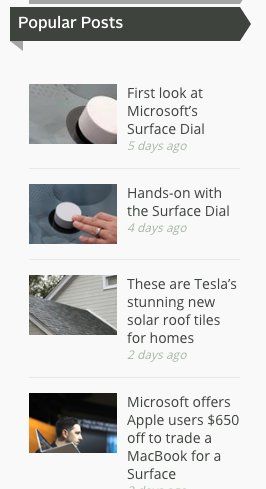 Popular Posts
First look at
Microsoft's
Surface Dial
5 days ago
Hands-on with
the Surface Dial
4 days ago
These are Tesla's
stunning new
solar roof tiles
for homes
2 days ago
Microsoft offers
Apple users $650
off to trade a
MacBook for a
Surface